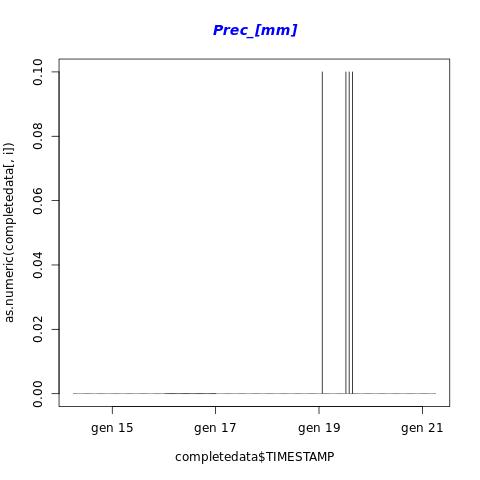 Prec_[mm]
as.numeric(completedata[, i])
0.10
0.08
0.06
0.04
0.02
0.00
gen 15
gen 17
gen 19
gen 21
completedata$TIMESTAMP